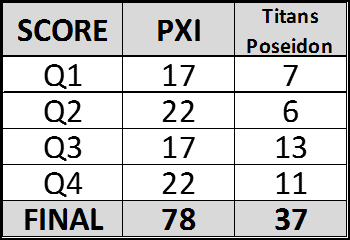 SCORE PXI Titans Poseidon
Q1 17 7
Q2 22 6
Q3 17 13
Q4 22 11
FINAL 78 37